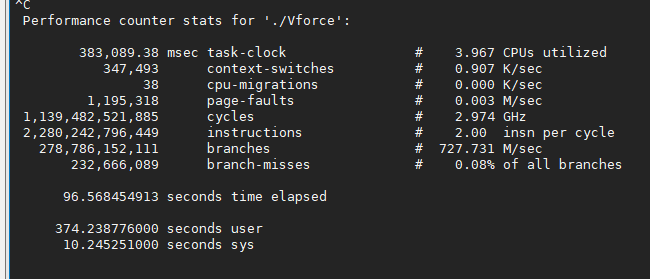 ^C
 Performance counter stats for './Vforce':
383,089.38 msec task-clock # 3.967 CPUs utilized
347,493 context-switches # 0.907 K/sec
38 cpu-migrations # 0.000 K/sec
1,195,318 page-faults # 0.003 M/sec
1,139,482,521,885 cycles # 2.974 GHz
2,280,242,796,449 instructions # 2.00 insn per cycle
278,786,152,111 branches # 727.731 M/sec
232,666,089 branch-misses # 0.08% of all branches
96.568454913 seconds time elapsed
374.238776000 seconds user
10.245251000 seconds sys